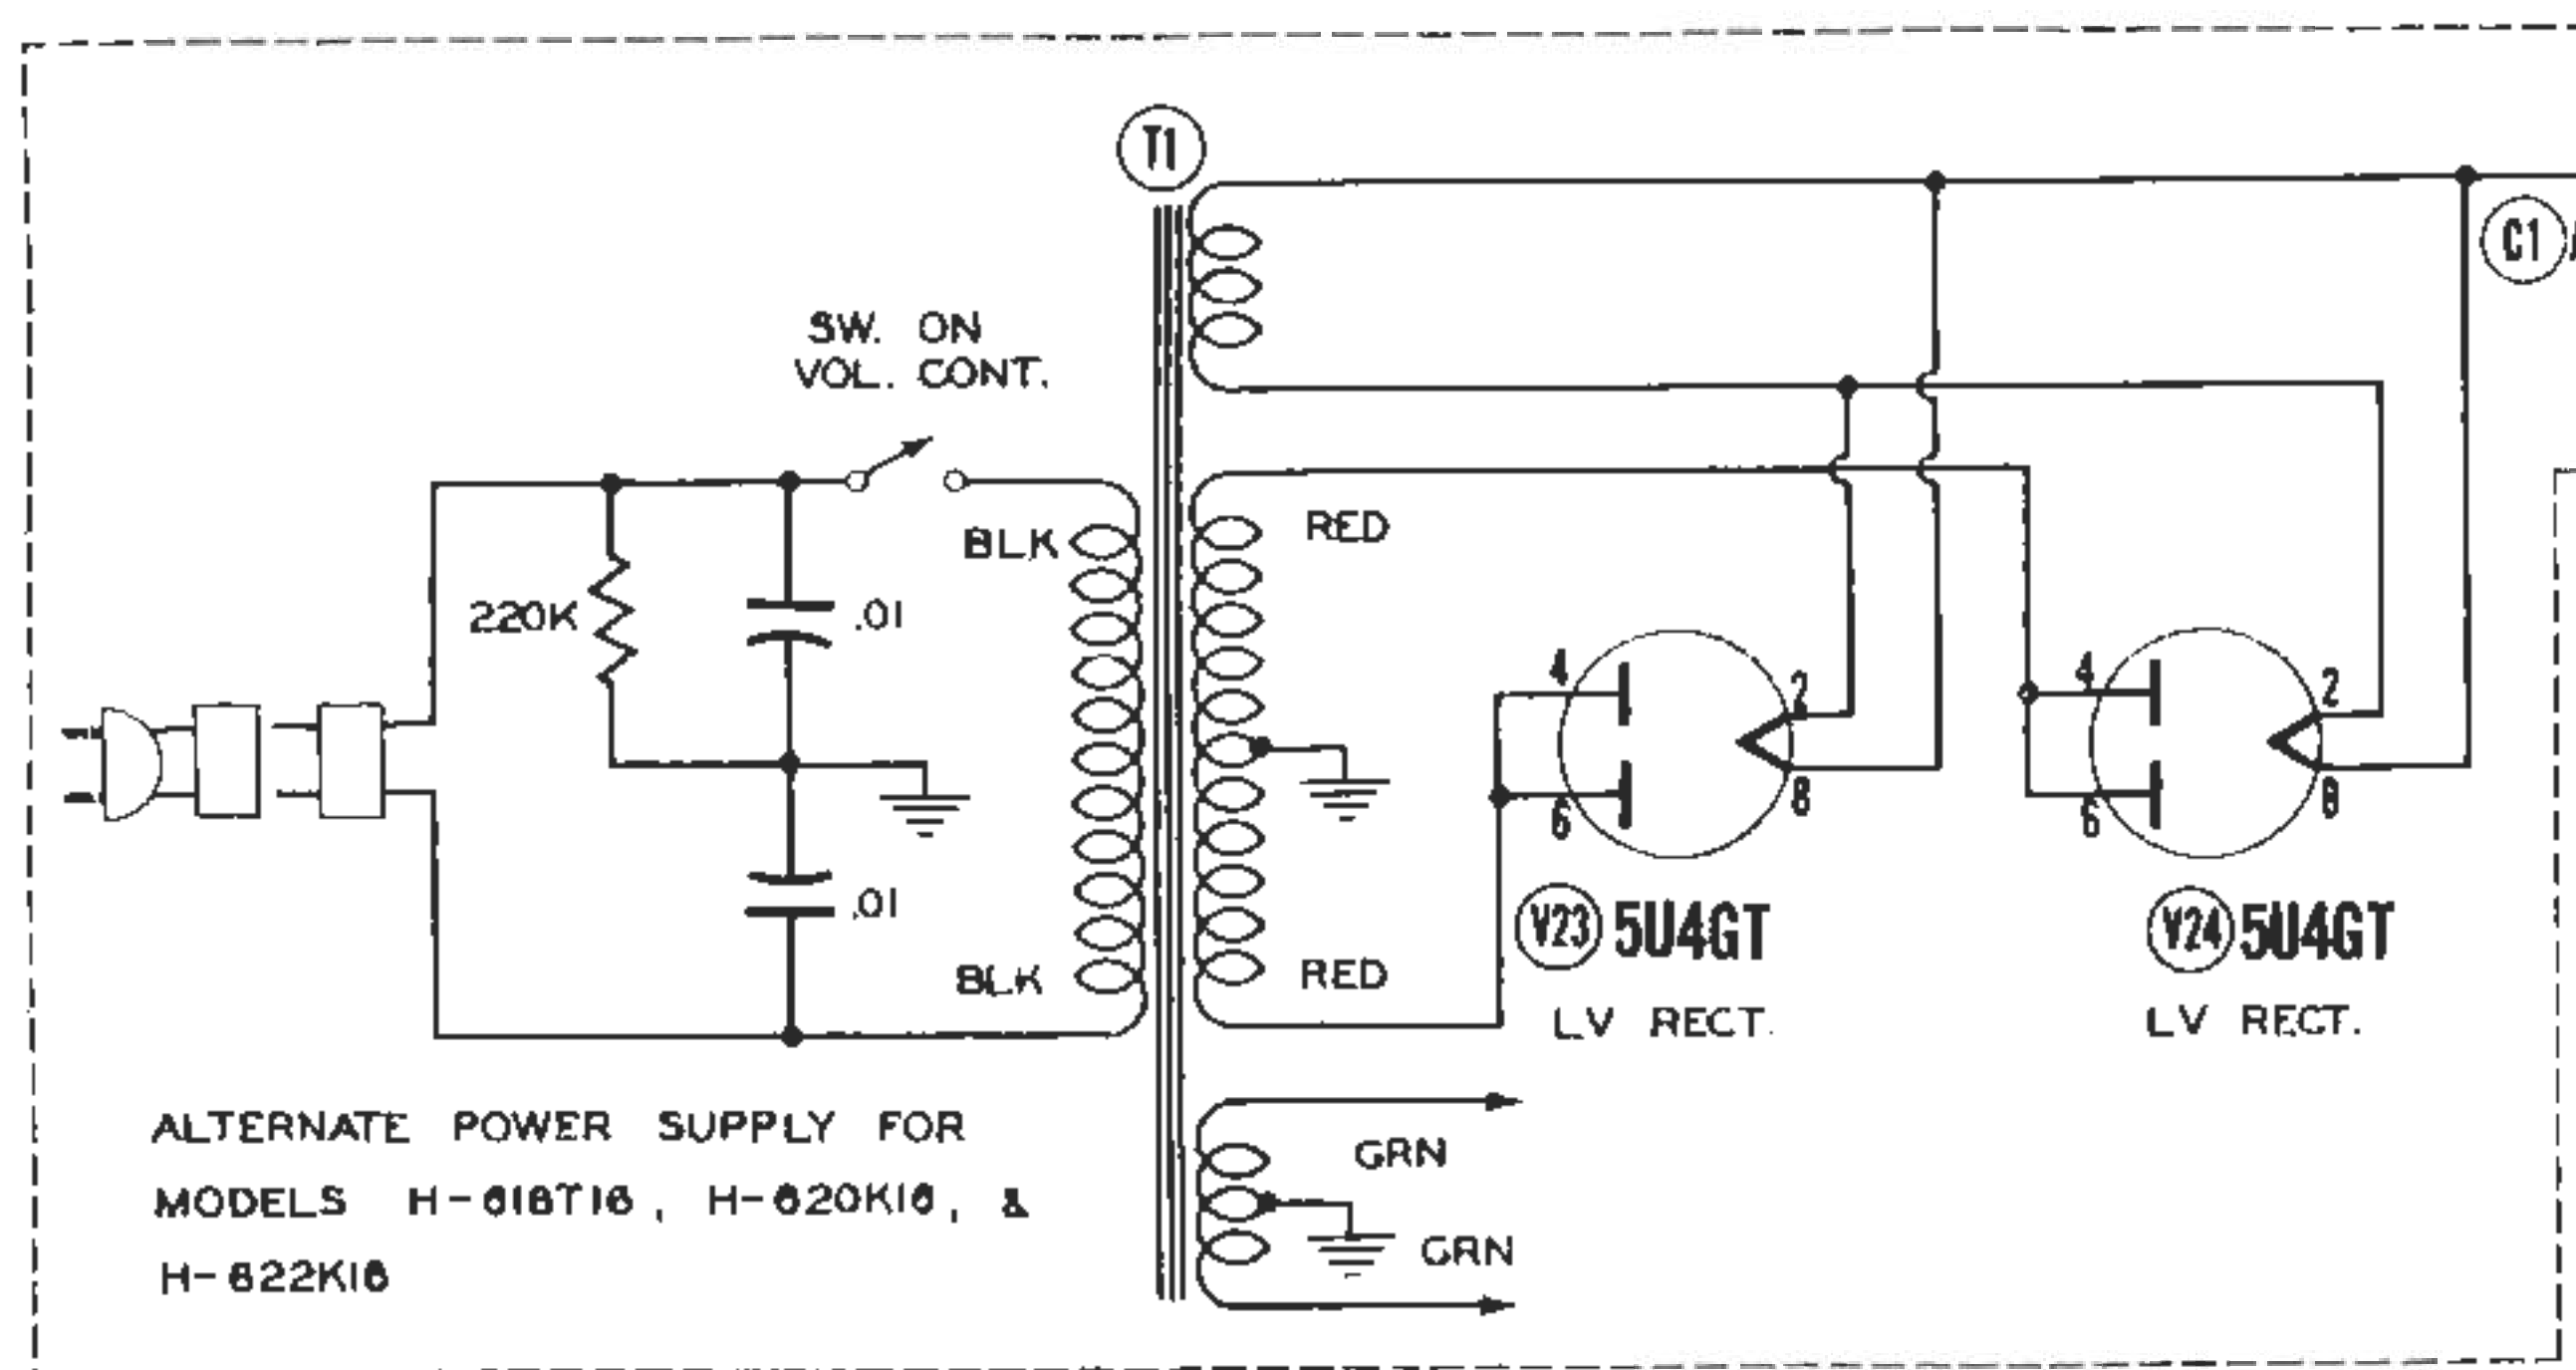 T1
C1
SW. ON
VOL. CONT.
BLK
RED
220K
.01
4
2
4
2
6
8
6
8
.01
V23 5U4GT
V24 5U4GT
BLK
RED
LV RECT.
LV RECT.
ALTERNATE POWER SUPPLY FOR
GRN
MODELS H-618T16, H-620K16, &
GRN
H-622K16